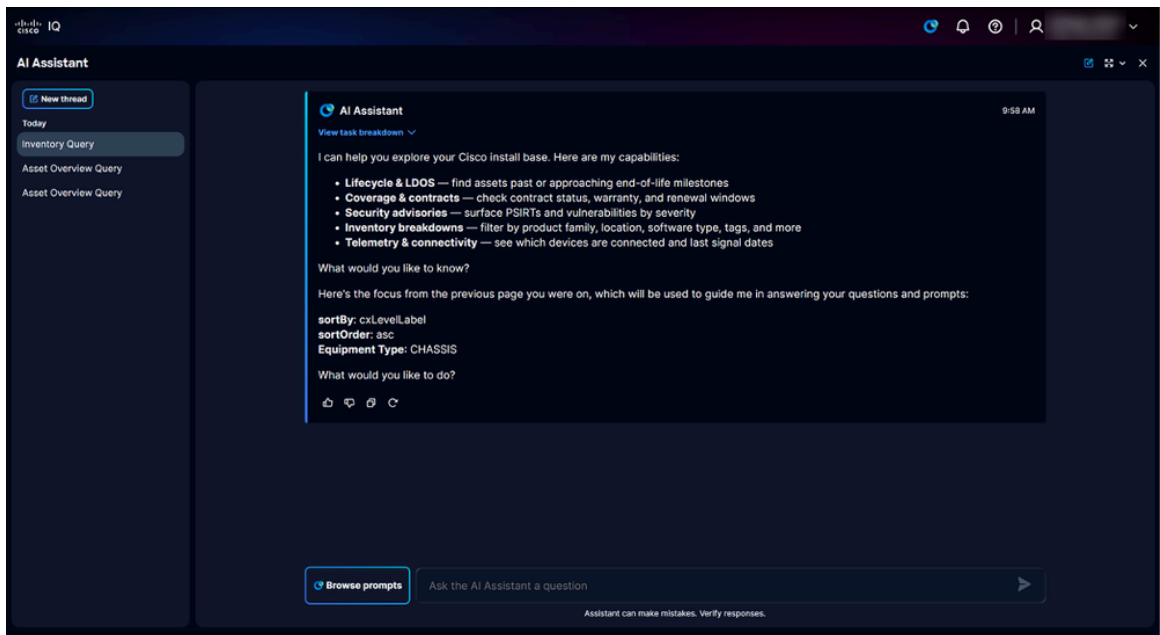 cisco IQ
AI Assistant
New thread
Today
Inventory Query
Asset Overview Query
Asset Overview Query
AI Assistant
9:58 AM
View task breakdown
I can help you explore your Cisco install base. Here are my capabilities:
• Lifecycle & LDOS — find assets past or approaching end-of-life milestones
• Coverage & contracts — check contract status, warranty, and renewal windows
• Security advisories — surface PSIRTs and vulnerabilities by severity
• Inventory breakdowns — filter by product family, location, software type, tags, and more
• Telemetry & connectivity — see which devices are connected and last signal dates
What would you like to know?
Here's the focus from the previous page you were on, which will be used to guide me in answering your questions and prompts:
sortBy: cxLevelLabel
sortOrder: asc
Equipment Type: CHASSIS
What would you like to do?
Browse prompts
Ask the AI Assistant a question
Assistant can make mistakes. Verify responses.